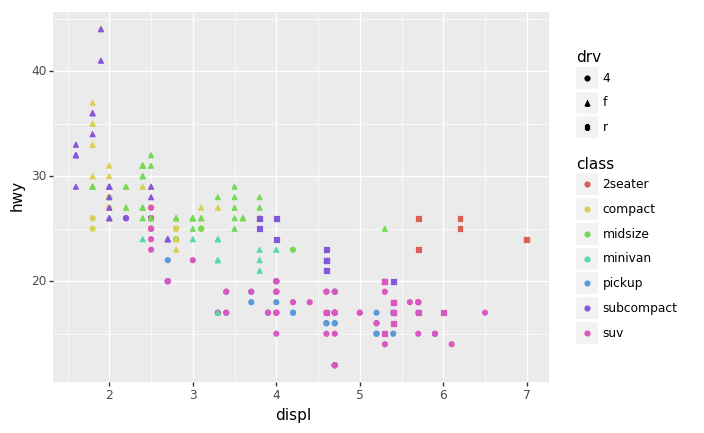 hwy
40
30
20
2
3
4
5
6
7
displ
drv
4
f
r
class
2seater
compact
midsize
minivan
pickup
subcompact
suv